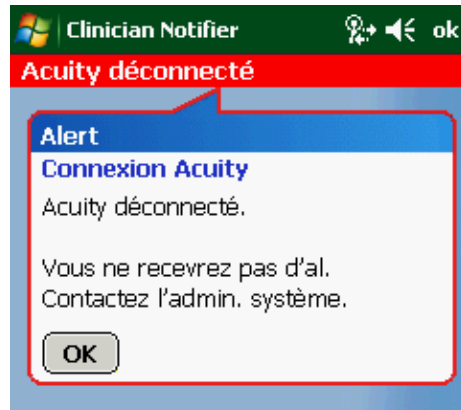 Clinician Notifier ok
Acuity déconnecté
Alert
Connexion Acuity
Acuity déconnecté.
Vous ne recevrez pas d'al.
Contactez l'admin. système.
OK